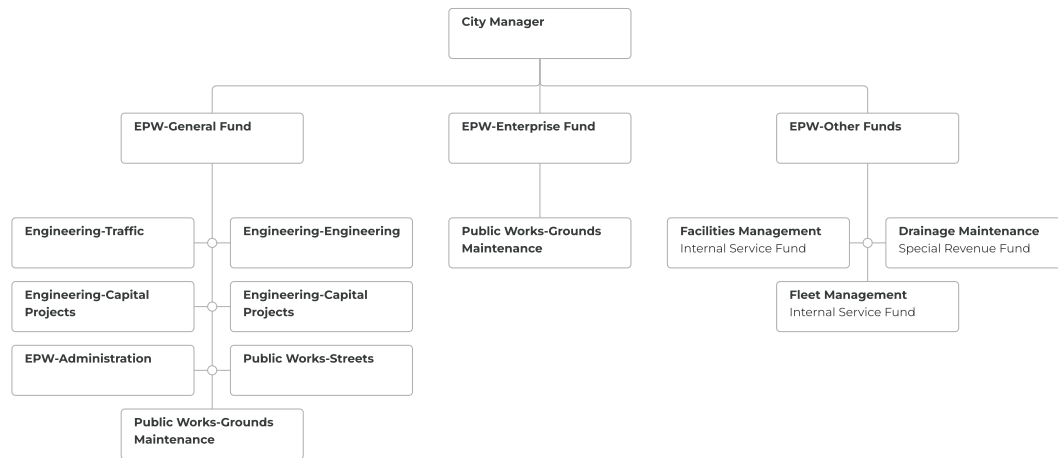 City Manager
EPW-General Fund
EPW-Enterprise Fund
EPW-Other Funds
Engineering-Traffic
Engineering-Engineering
Public Works-Grounds
Maintenance
Facilities Management
Internal Service Fund
Drainage Maintenance
Special Revenue Fund
Engineering-Capital
Projects
Engineering-Capital
Projects
Fleet Management
Internal Service Fund
EPW-Administration
Public Works-Streets
Public Works-Grounds
Maintenance